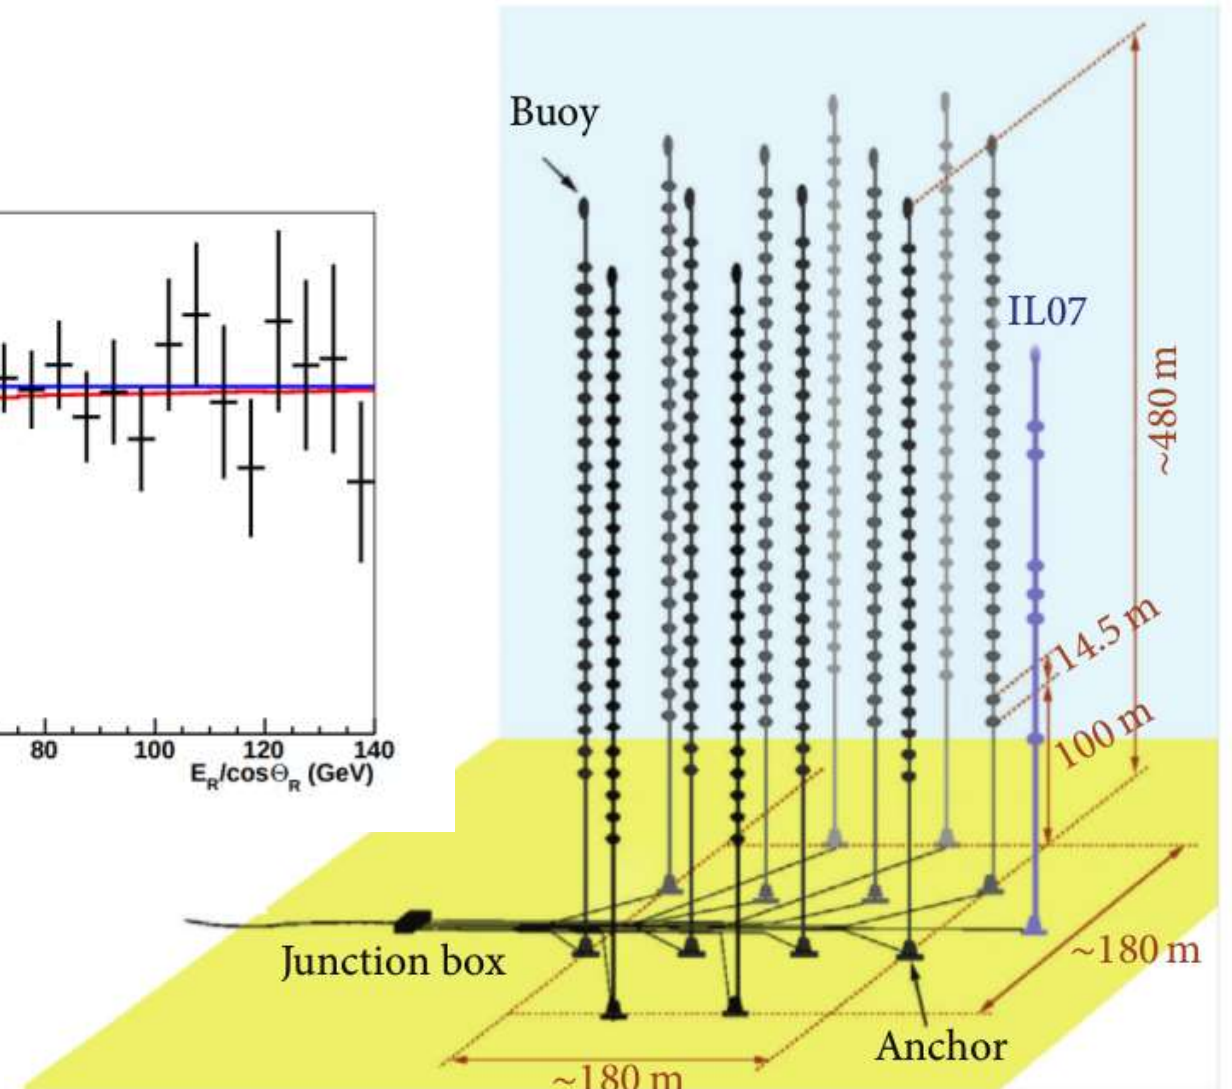 Buoy
IL07
~480 m
14.5 m
100 m
80 100 120 140
E_R/cosΘ_R (GeV)
Junction box
~180 m
Anchor
~180 m